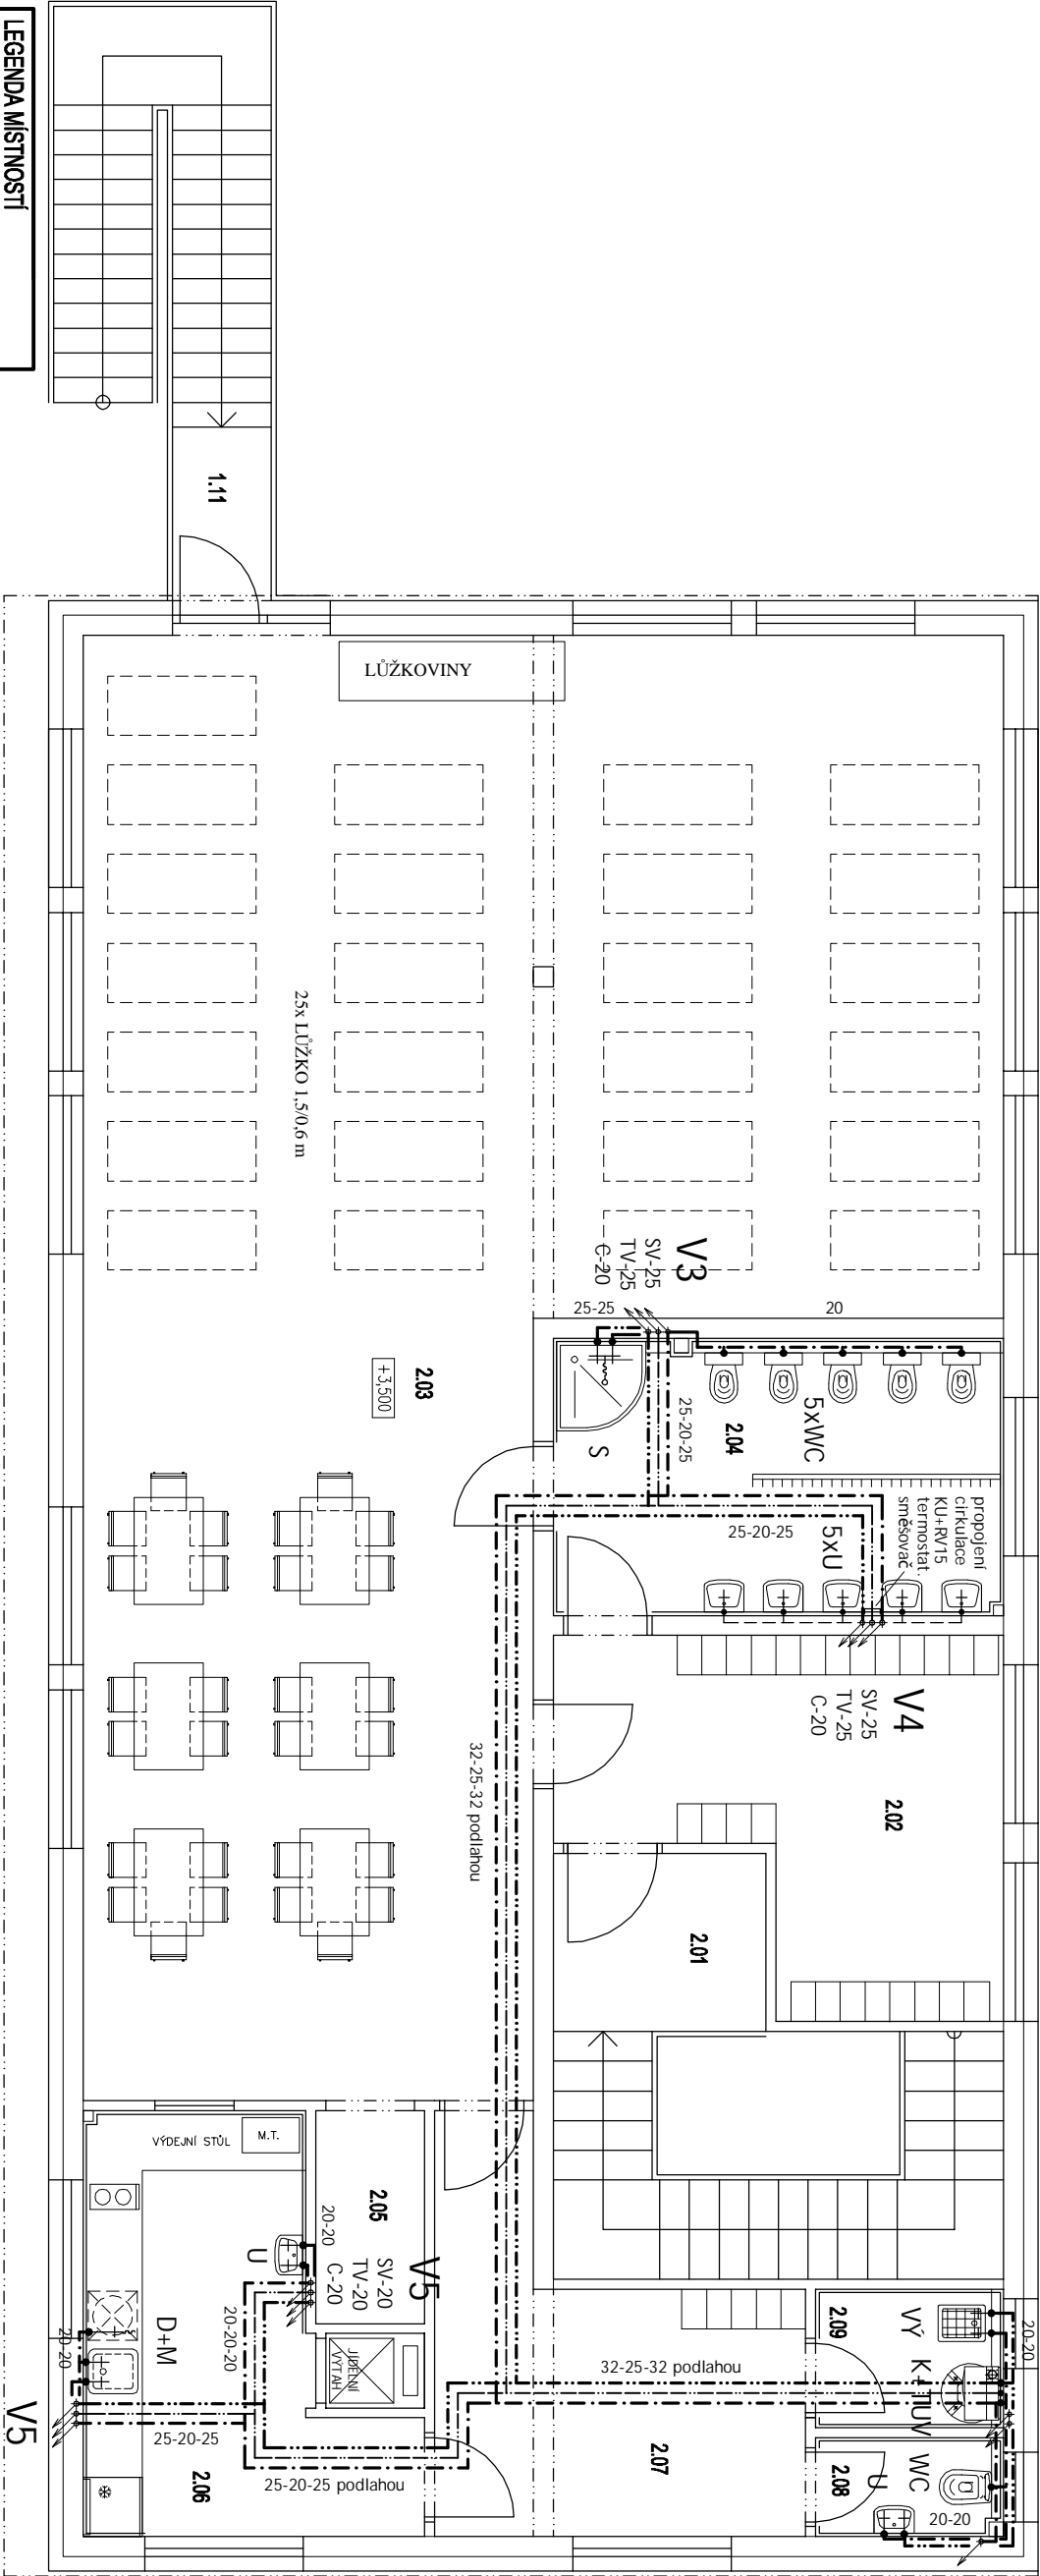 LEGENDA MÍSTNOSTÍ
1.11
LŮŽKOVINY
25x LŮŽKO 1,5/0,6 m
V3
SV-25
TV-25
C-20
25-25
20
2.03
+3,500
S
25-20-25
2.04
5xWC
propojení
cirkulace
KU+RV15
termostat.
směšovač
25-20-25
5xU
V4
SV-25
TV-25
C-20
2.02
32-25-32 podlahou
2.01
VÝDEJNÍ STŮL
M.T.
2.05
20-20
V5
SV-20
TV-20
C-20
U
20-20-20
D+M
20-20
JÍDELNÍ
VÝTAH
25-20-25
V5
2.06
25-20-25 podlahou
32-25-32 podlahou
2.07
2.09
VÝ
K+TUV
20-20
2.08
WC
U
20-20